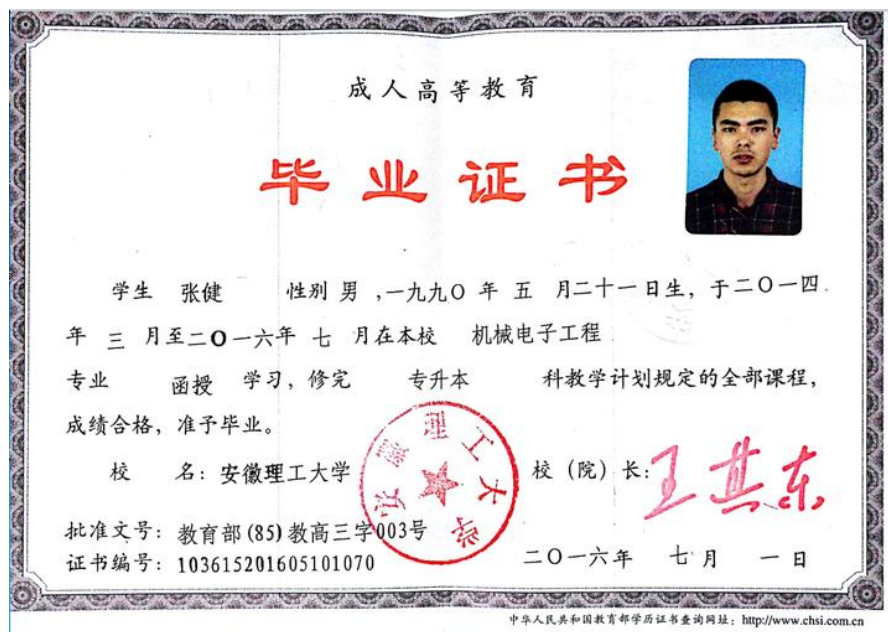 成人高等教育
毕业证书
学生 张健 性别 男 ,一九九〇 年 五 月二十一日生, 于二〇一四
年 三 月至二〇一六年 七 月在本校 机械电子工程
专业 函授 学习, 修完 专升本 科教学计划规定的全部课程,
成绩合格, 准予毕业。
校 名: 安徽理工大学
安徽理工大学
校 (院) 长: 王其东
批准文号: 教育部 (85) 教高三字003号
证书编号: 103615201605101070
二〇一六年 七月 一日
中华人民共和国教育部学历证书查询网址: http://www.chsi.com.cn